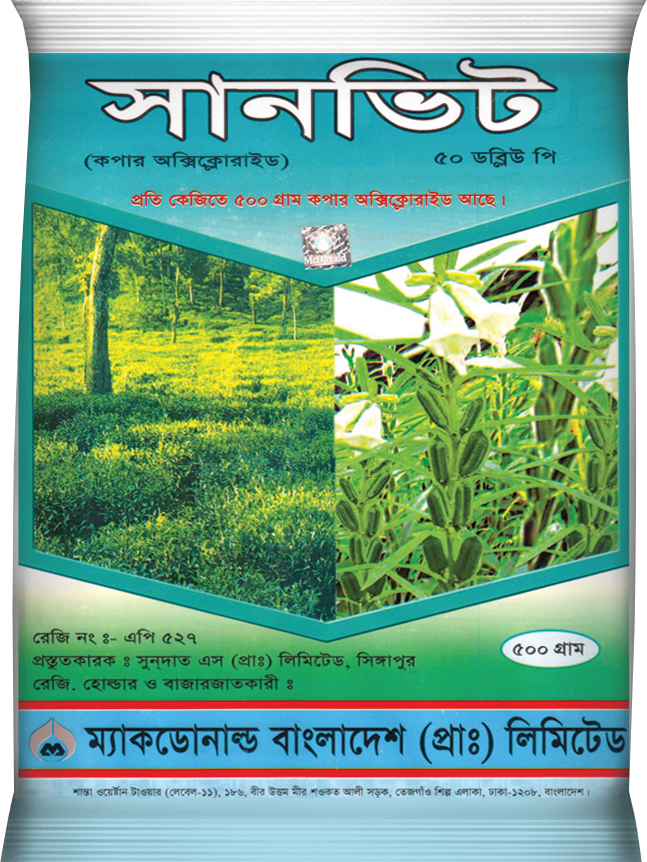 সানভিট
(কপার অক্সিক্লোরাইড) ৫০ ডব্লিউ পি
প্রতি কেজিতে ৫০০ গ্রাম কপার অক্সিক্লোরাইড আছে।
McDonald
রেজি নং ঃ- এপি ৫২৭
প্রস্তুতকারক ঃ সুন্‌দাত এস (প্রাঃ) লিমিটেড, সিঙ্গাপুর
রেজি. হোল্ডার ও বাজারজাতকারী ঃ
৫০০ গ্রাম
ম্যাকডোনাল্ড বাংলাদেশ (প্রাঃ) লিমিটেড
শান্তা ওয়ের্ষ্টান টাওয়ার (লেবেল-১১), ১৮৬, বীর উত্তম মীর শওকত আলী সড়ক, তেজগাঁও শিল্প এলাকা, ঢাকা-১২০৮, বাংলাদেশ।